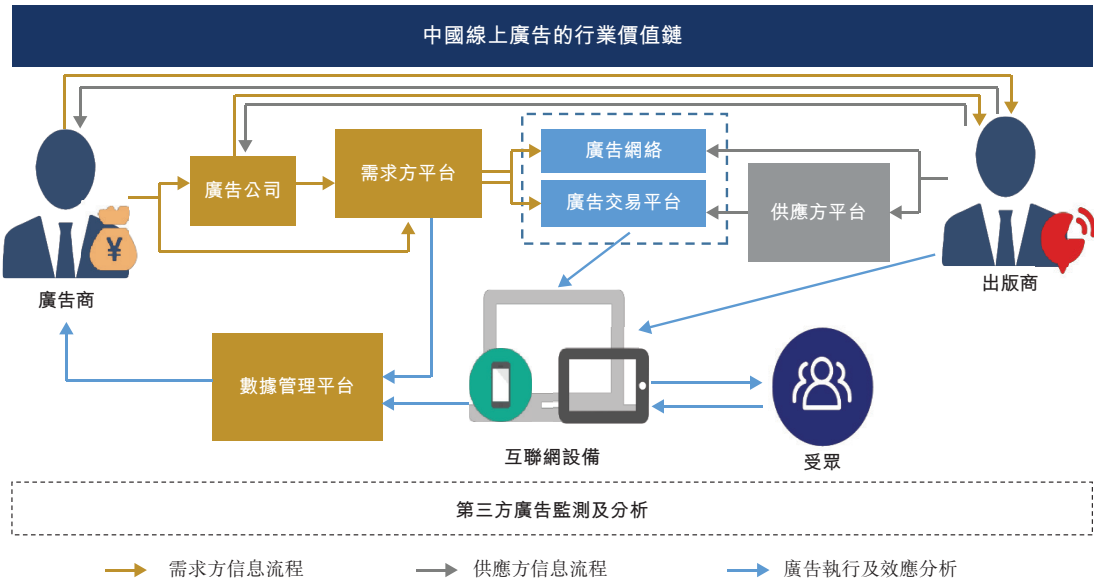 中國線上廣告的行業價值鏈
廣告網絡
需求方平台
廣告公司
廣告交易平台
供應方平台
¥
廣告商
出版商
數據管理平台
互聯網設備
受眾
第三方廣告監測及分析
需求方信息流程
供應方信息流程
廣告執行及效應分析